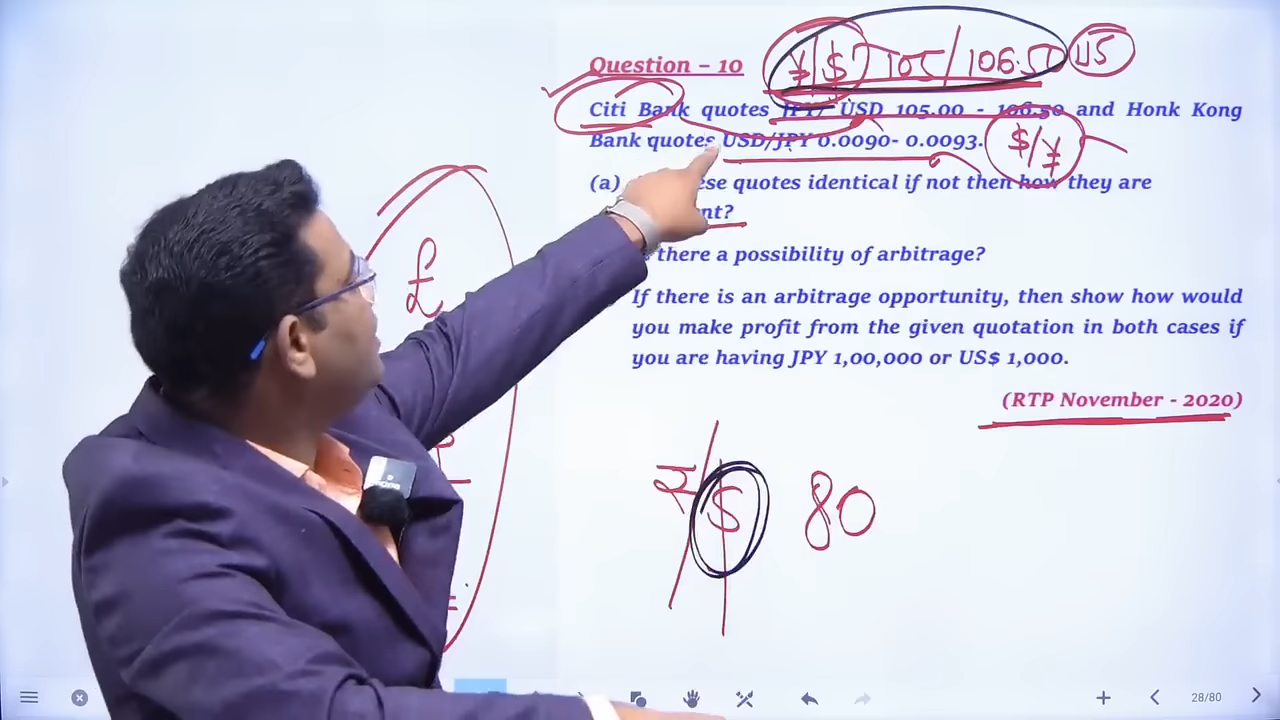 ¥/$ 105/106.50 US
Question – 10
Citi Bank quotes JPY/ USD 105.00 - 106.50 and Honk Kong
Bank quotes USD/JPY 0.0090- 0.0093.
$/¥
(a) these quotes identical if not then how they are
there a possibility of arbitrage?
If there is an arbitrage opportunity, then show how would
you make profit from the given quotation in both cases if
you are having JPY 1,00,000 or US$ 1,000.
(RTP November - 2020)
£
₹/$ 80
28/80